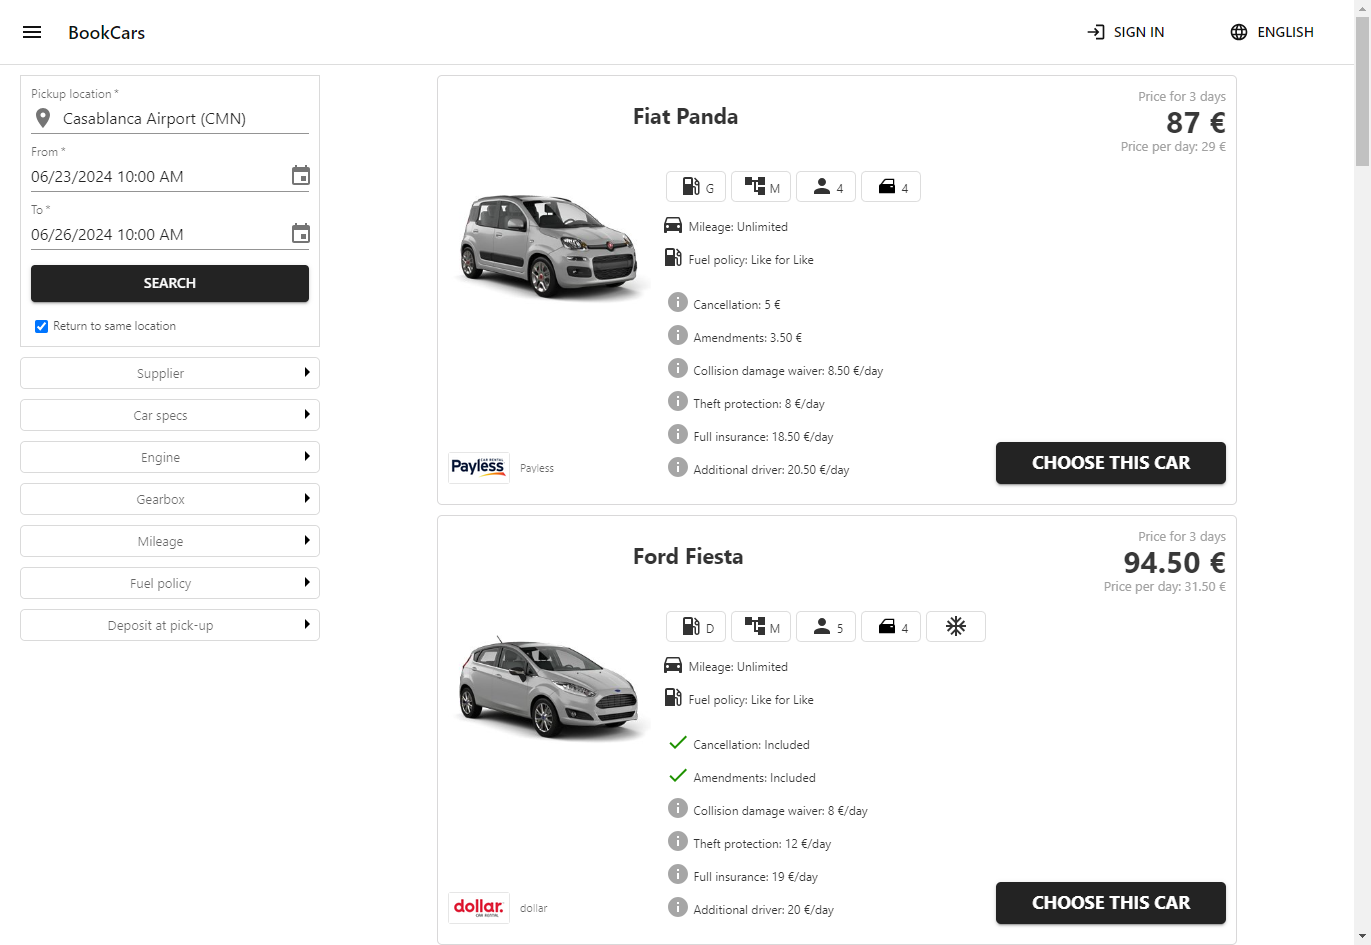 BookCars
SIGN IN
ENGLISH
Pickup location *
Casablanca Airport (CMN)
From *
06/23/2024 10:00 AM
To *
06/26/2024 10:00 AM
SEARCH
Return to same location
Supplier
Car specs
Engine
Gearbox
Mileage
Fuel policy
Deposit at pick-up
Fiat Panda
Price for 3 days
87 €
Price per day: 29 €
G
M
4
4
Mileage: Unlimited
Fuel policy: Like for Like
Cancellation: 5 €
Amendments: 3.50 €
Collision damage waiver: 8.50 €/day
Theft protection: 8 €/day
Full insurance: 18.50 €/day
Additional driver: 20.50 €/day
CAR RENTAL
Payless
Payless
CHOOSE THIS CAR
Ford Fiesta
Price for 3 days
94.50 €
Price per day: 31.50 €
D
M
5
4
Mileage: Unlimited
Fuel policy: Like for Like
Cancellation: Included
Amendments: Included
Collision damage waiver: 8 €/day
Theft protection: 12 €/day
Full insurance: 19 €/day
Additional driver: 20 €/day
dollar.
CAR RENTAL
dollar
CHOOSE THIS CAR